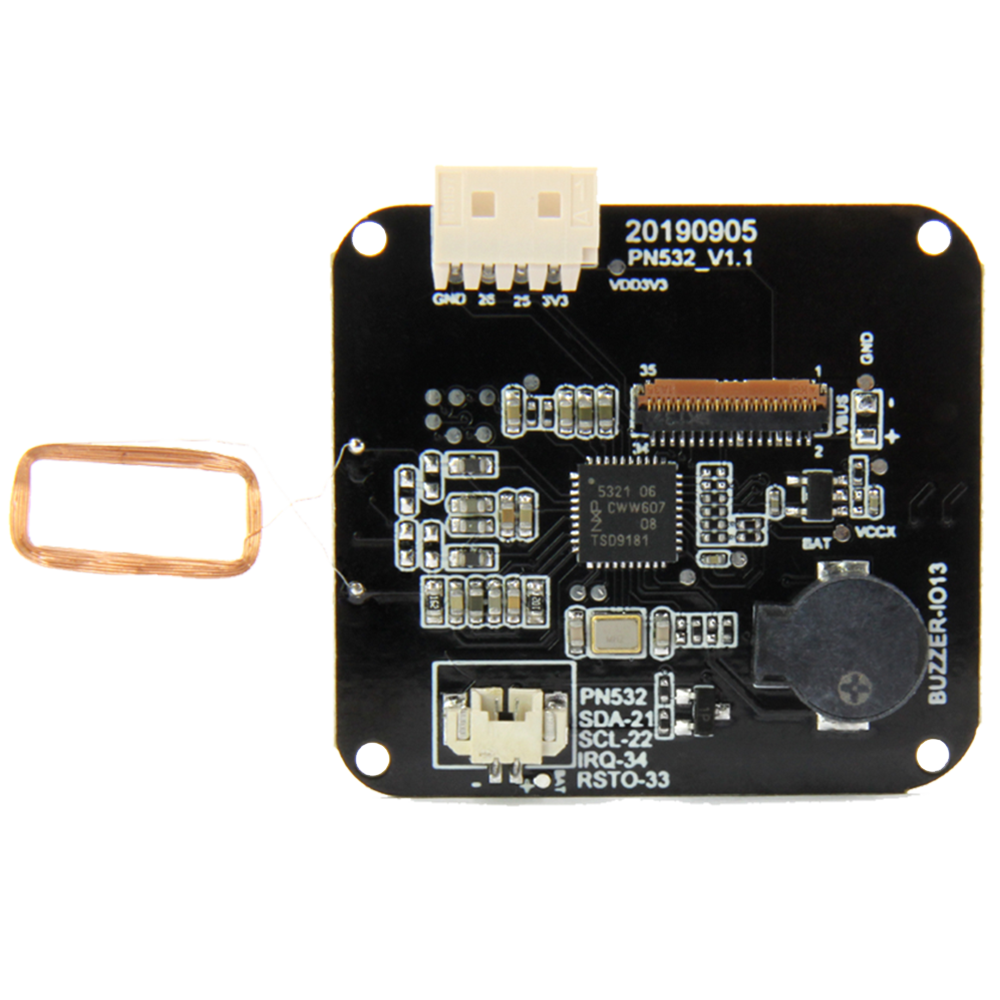 20190905
PN532_V1.1
VDD3V3
GND 26 25 3V3
GND
35 1
VBUS
-
+
34 2
5321 06
CWW607
08
TSD9181
BAT VCCX
BUZZER-IO13
PN532
SDA-21
SCL-22
IRQ-34
RSTO-33
- + BAT